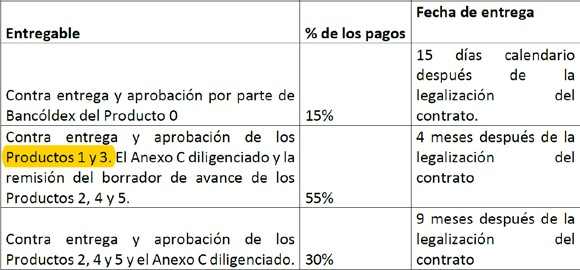 Entregable
% de los pagos
Fecha de entrega
Contra entrega y aprobación por parte de
Bancóldex del Producto 0
15%
15 días calendario
después de la
legalización del
contrato.
Contra entrega y aprobación de los
Productos 1 y 3. El Anexo C diligenciado y la
remisión del borrador de avance de los
Productos 2, 4 y 5.
55%
4 meses después de la
legalización del
contrato
Contra entrega y aprobación de los
Productos 2, 4 y 5 y el Anexo C diligenciado.
30%
9 meses después de la
legalización del
contrato